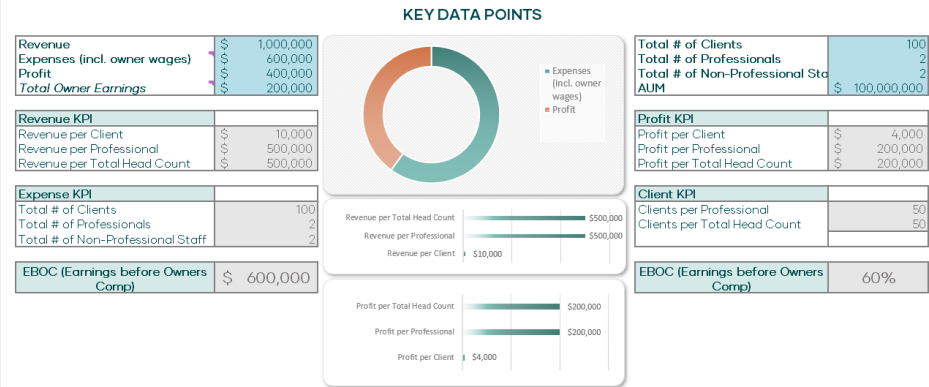 KEY DATA POINTS
Revenue $ 1,000,000
Expenses (incl. owner wages) $ 600,000
Profit $ 400,000
Total Owner Earnings $ 200,000
Revenue KPI
Revenue per Client $ 10,000
Revenue per Professional $ 500,000
Revenue per Total Head Count $ 500,000
Expense KPI
Total # of Clients 100
Total # of Professionals 2
Total # of Non-Professional Staff 2
EBOC (Earnings before Owners
Comp) $ 600,000
Expenses
(incl. owner
wages)
Profit
Revenue per Total Head Count $500,000
Revenue per Professional $500,000
Revenue per Client $10,000
Profit per Total Head Count $200,000
Profit per Professional $200,000
Profit per Client $4,000
Total # of Clients 100
Total # of Professionals 2
Total # of Non-Professional Sta 2
AUM $ 100,000,000
Profit KPI
Profit per Client $ 4,000
Profit per Professional $ 200,000
Profit per Total Head Count $ 200,000
Client KPI
Clients per Professional 50
Clients per Total Head Count 50
EBOC (Earnings before Owners
Comp) 60%